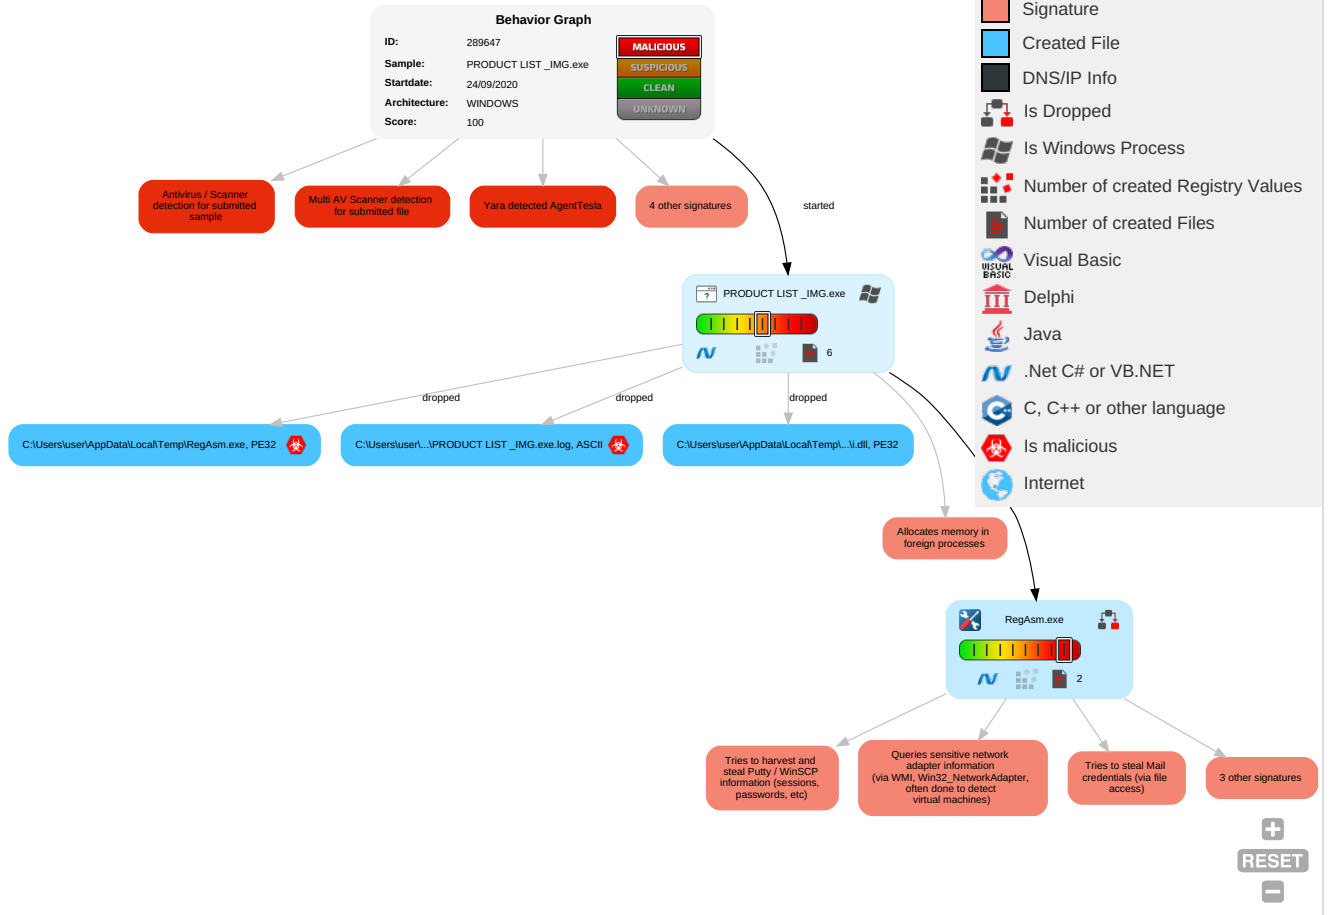 Behavior Graph
ID: 289647
Sample: PRODUCT LIST _IMG.exe
Startdate: 24/09/2020
Architecture: WINDOWS
Score: 100
MALICIOUS
SUSPICIOUS
CLEAN
UNKNOWN
Signature
Created File
DNS/IP Info
Is Dropped
Is Windows Process
Number of created Registry Values
Number of created Files
VISUAL
BASIC
Visual Basic
Delphi
Java
.Net C# or VB.NET
C, C++ or other language
Is malicious
Internet
Antivirus / Scanner
detection for submitted
sample
Multi AV Scanner detection
for submitted file
Yara detected AgentTesla
4 other signatures
started
PRODUCT LIST _IMG.exe
6
dropped
dropped
dropped
C:\Users\user\AppData\Local\Temp\RegAsm.exe, PE32
C:\Users\user\...\PRODUCT LIST _IMG.exe.log, ASCII
C:\Users\user\AppData\Local\Temp\...\i.dll, PE32
Allocates memory in
foreign processes
RegAsm.exe
2
Tries to harvest and
steal Putty / WinSCP
information (sessions,
passwords, etc)
Queries sensitive network
adapter information
(via WMI, Win32_NetworkAdapter,
often done to detect
virtual machines)
Tries to steal Mail
credentials (via file
access)
3 other signatures
RESET